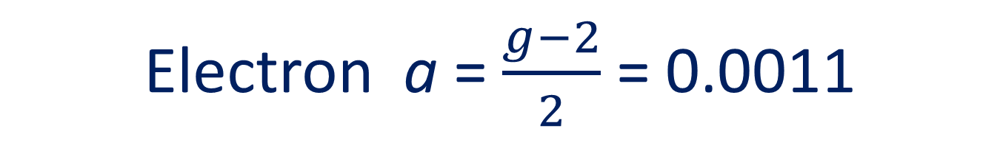 Electron a = g−2/2 = 0.0011